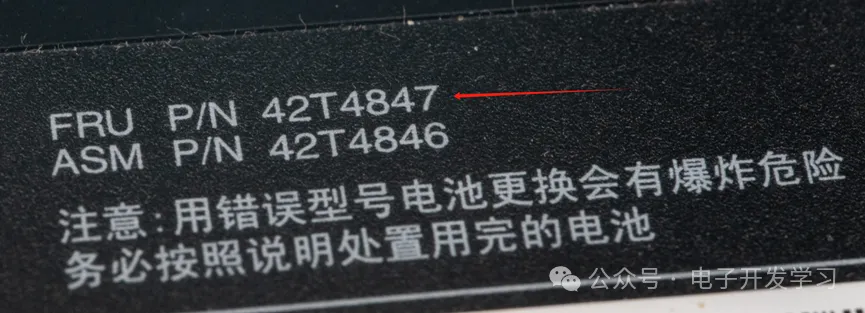 FRU P/N 42T4847
ASM P/N 42T4846
注意:用错误型号电池更换会有爆炸危险
务必按照说明处置用完的电池
公众号·电子开发学习